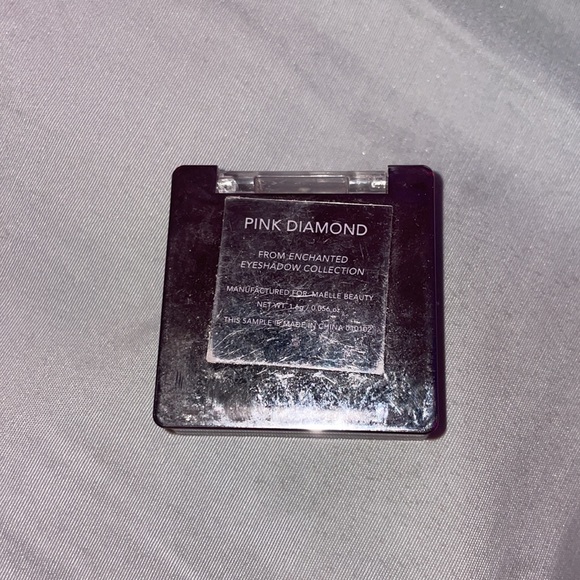 PINK DIAMOND
FROM ENCHANTED
EYESHADOW COLLECTION
MANUFACTURED FOR MAELLE BEAUTY
NET WT. 1.6g / 0.056 oz
THIS SAMPLE IS MADE IN CHINA